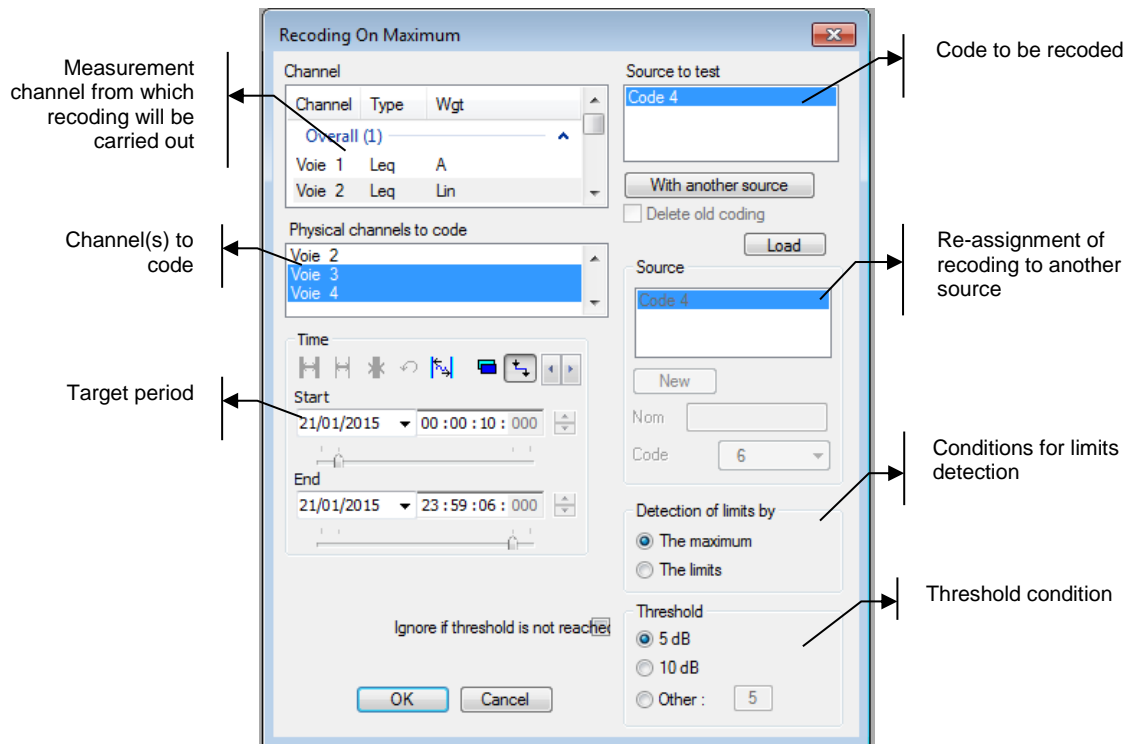 Recoding On Maximum
Measurement
channel from which
recoding will be
carried out
Channel(s) to
code
Target period
Channel
Channel Type Wgt
Overall (1)
Voie 1 Leq A
Voie 2 Leq Lin
Physical channels to code
Voie 2
Voie 3
Voie 4
Time
Start
21/01/2015 00:00:10: 000
End
21/01/2015 23:59:06: 000
Ignore if threshold is not reached
OK Cancel
Source to test
Code 4
With another source
Delete old coding
Load
Source
Code 4
New
Nom
Code 6
Detection of limits by
The maximum
The limits
Threshold
5 dB
10 dB
Other : 5
Code to be recoded
Re-assignment of
recoding to another
source
Conditions for limits
detection
Threshold condition